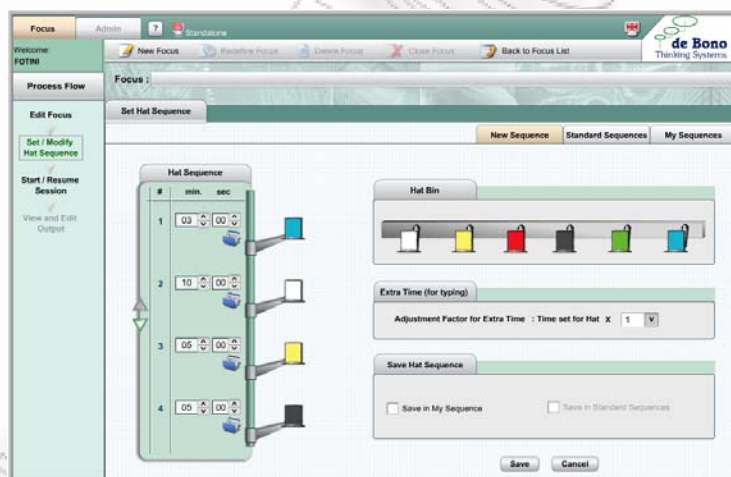 Focus
Admin
?
Standalone
de Bono
Thinking Systems
Welcome:
FOTINI
New Focus
Redefine Focus
Delete Focus
Close Focus
Back to Focus List
Process Flow
Focus :
Edit Focus
Set / Modify
Hat Sequence
Start / Resume
Session
View and Edit
Output
Set Hat Sequence
New Sequence
Standard Sequences
My Sequences
Hat Sequence
# min. sec
1 03 00
2 10 00
3 05 00
4 05 00
Hat Bin
Extra Time (for typing)
Adjustment Factor for Extra Time : Time set for Hat X 1 v
Save Hat Sequence
Save in My Sequence
Save in Standard Sequences
Save
Cancel